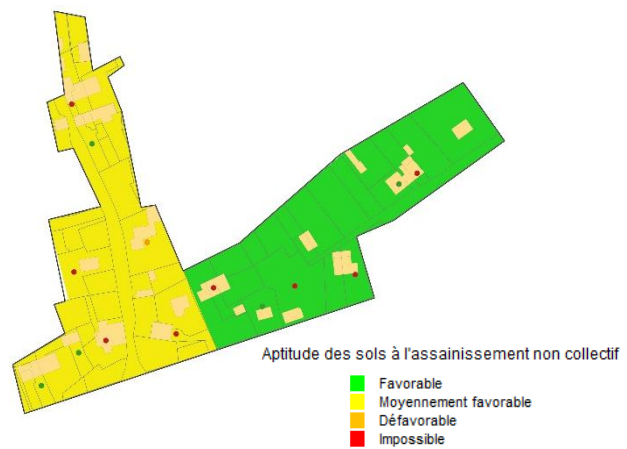 Aptitude des sols à l'assainissement non collectif
Favorable
Moyennement favorable
Défavorable
Impossible